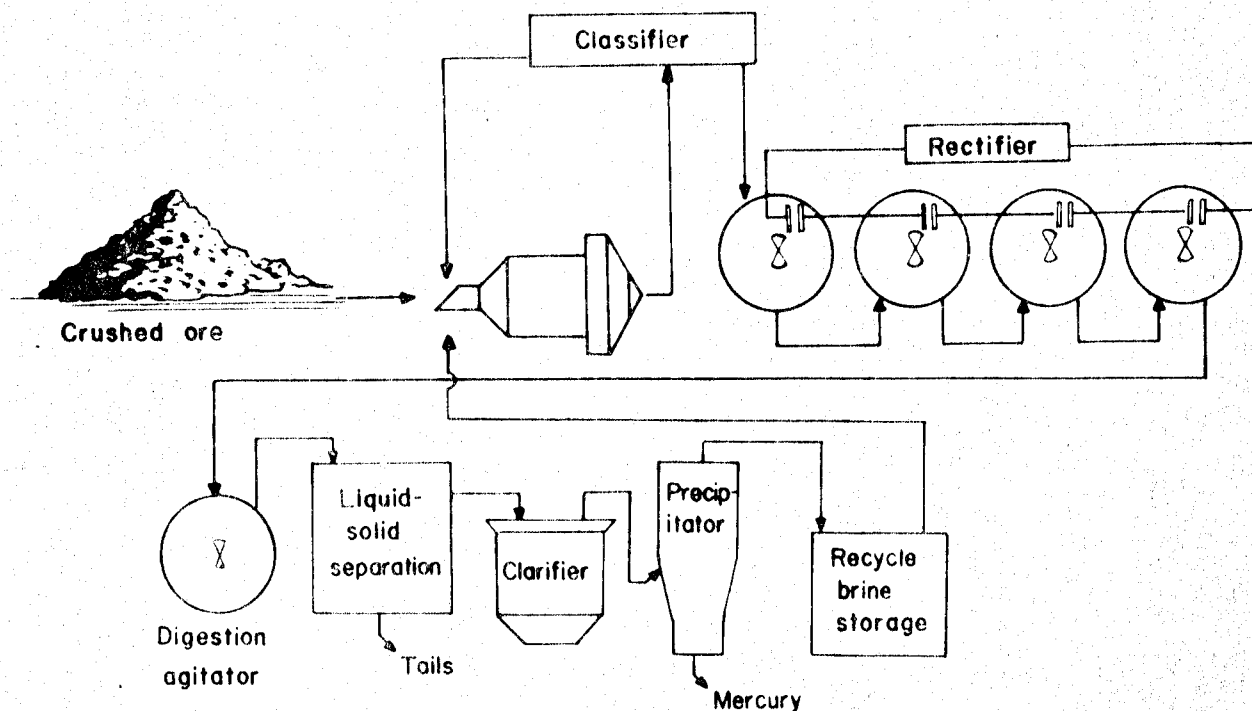 Classifier
Rectifier
Crushed ore
Liquid-
solid
separation
Clarifier
Precip-
itator
Recycle
brine
storage
Digestion
agitator
Tails
Mercury